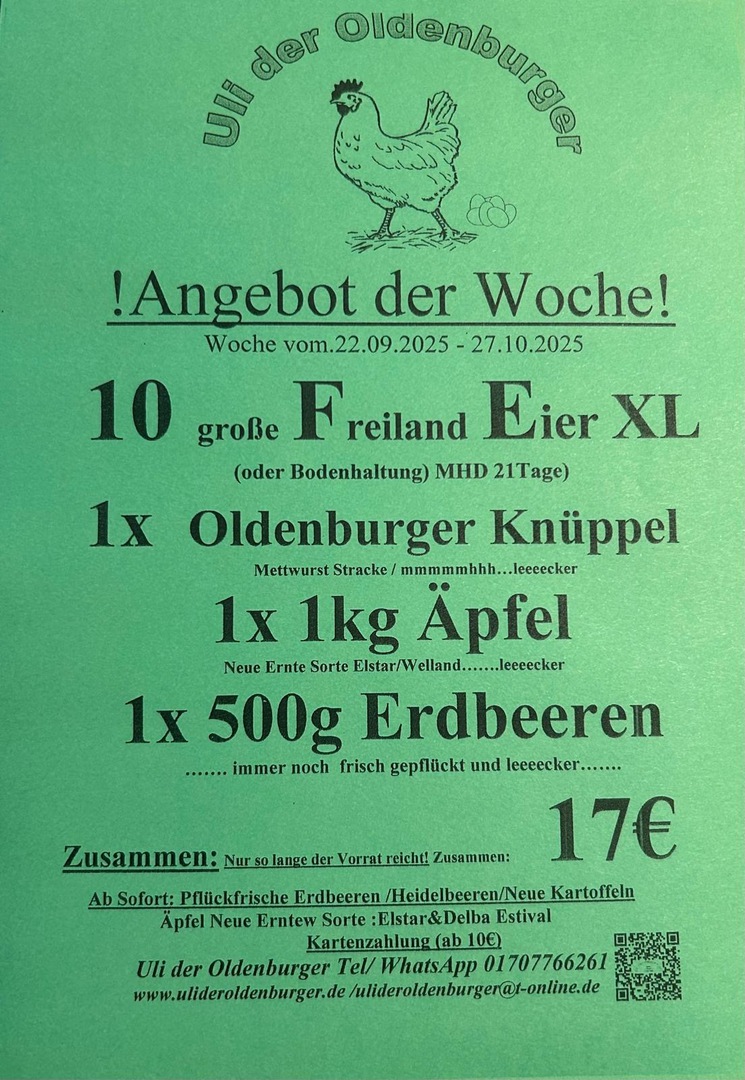 Uli der Oldenburger
!Angebot der Woche!
Woche vom.22.09.2025 - 27.10.2025
10 große Freiland Eier XL
(oder Bodenhaltung) MHD 21Tage)
1x Oldenburger Knüppel
Mettwurst Stracke / mmmmmhhh...leeeecker
1x 1kg Äpfel
Neue Ernte Sorte Elstar/Welland.......leeeecker
1x 500g Erdbeeren
....... immer noch frisch gepflückt und leeeecker.......
Zusammen: Nur so lange der Vorrat reicht! Zusammen: 17€
Ab Sofort: Pflückfrische Erdbeeren /Heidelbeeren/Neue Kartoffeln
Äpfel Neue Erntew Sorte :Elstar&Delba Estival
Kartenzahlung (ab 10€)
Uli der Oldenburger Tel/ WhatsApp 01707766261
www.ulideroldenburger.de /ulideroldenburger@t-online.de